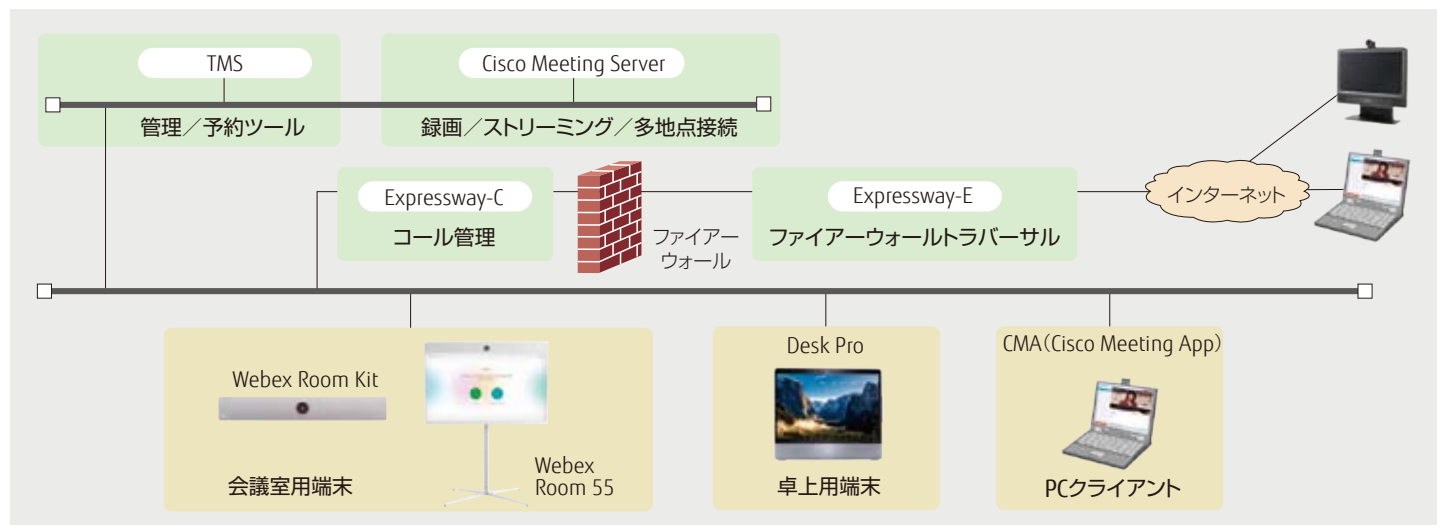 TMS
管理／予約ツール
Cisco Meeting Server
録画／ストリーミング／多地点接続
Expressway-C
コール管理
ファイアー
ウォール
Expressway-E
ファイアーウォールトラバーサル
インターネット
Webex Room Kit
Webex
Room 55
会議室用端末
Desk Pro
卓上用端末
CMA（Cisco Meeting App）
PCクライアント